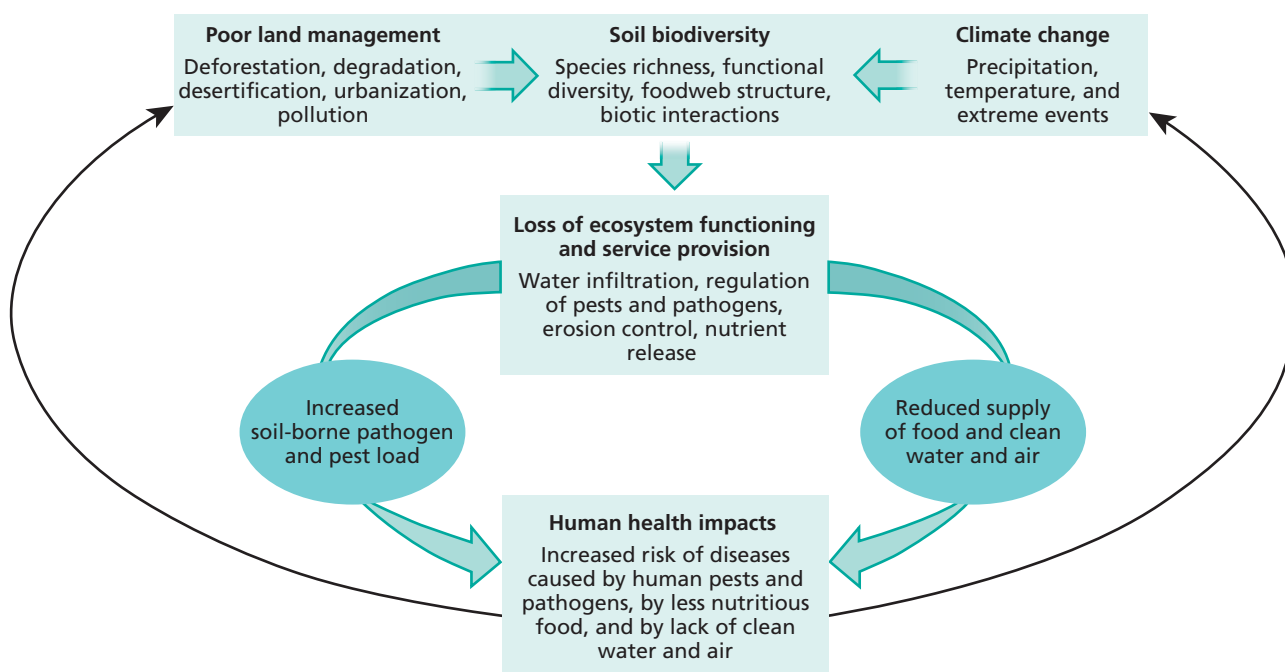 Poor land management
Deforestation, degradation,
desertification, urbanization,
pollution
Soil biodiversity
Species richness, functional
diversity, foodweb structure,
biotic interactions
Climate change
Precipitation,
temperature, and
extreme events
Loss of ecosystem functioning
and service provision
Water infiltration, regulation
of pests and pathogens,
erosion control, nutrient
release
Increased
soil-borne pathogen
and pest load
Reduced supply
of food and clean
water and air
Human health impacts
Increased risk of diseases
caused by human pests and
pathogens, by less nutritious
food, and by lack of clean
water and air